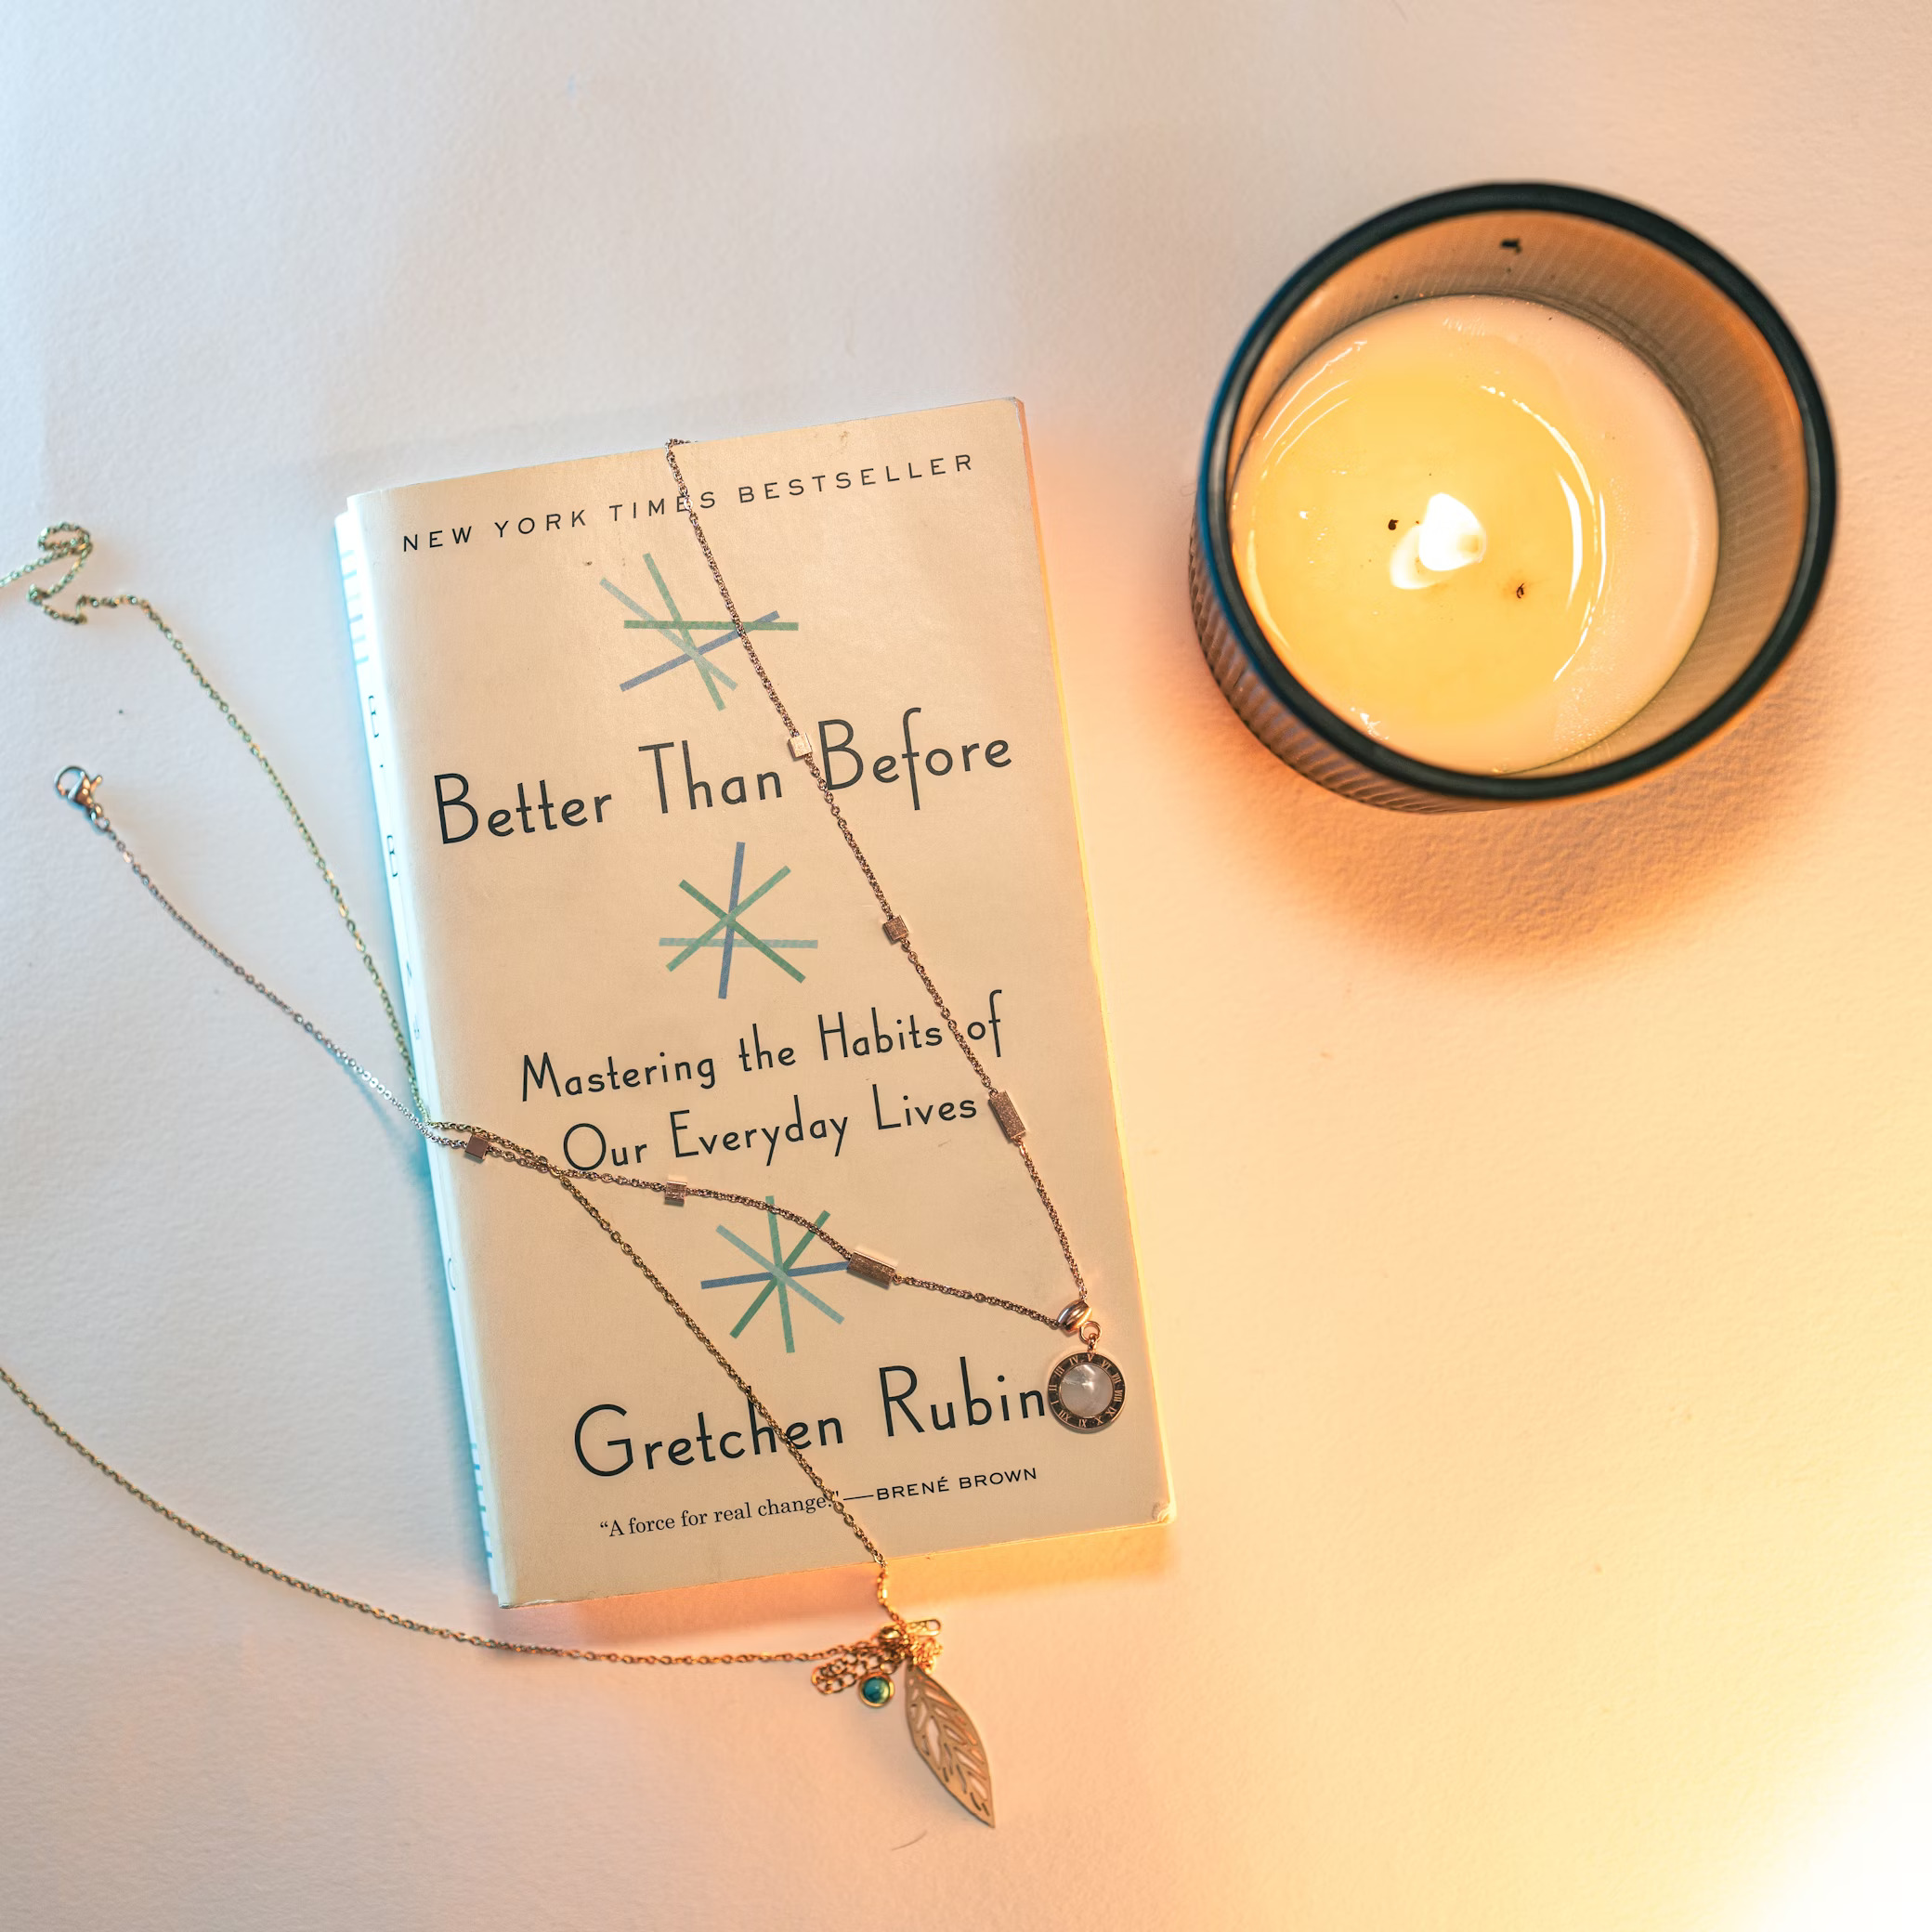 NEW YORK TIMES BESTSELLER
Better Than Before
Mastering the Habits of
Our Everyday Lives
Gretchen Rubin
“A force for real change.”—BRENÉ BROWN